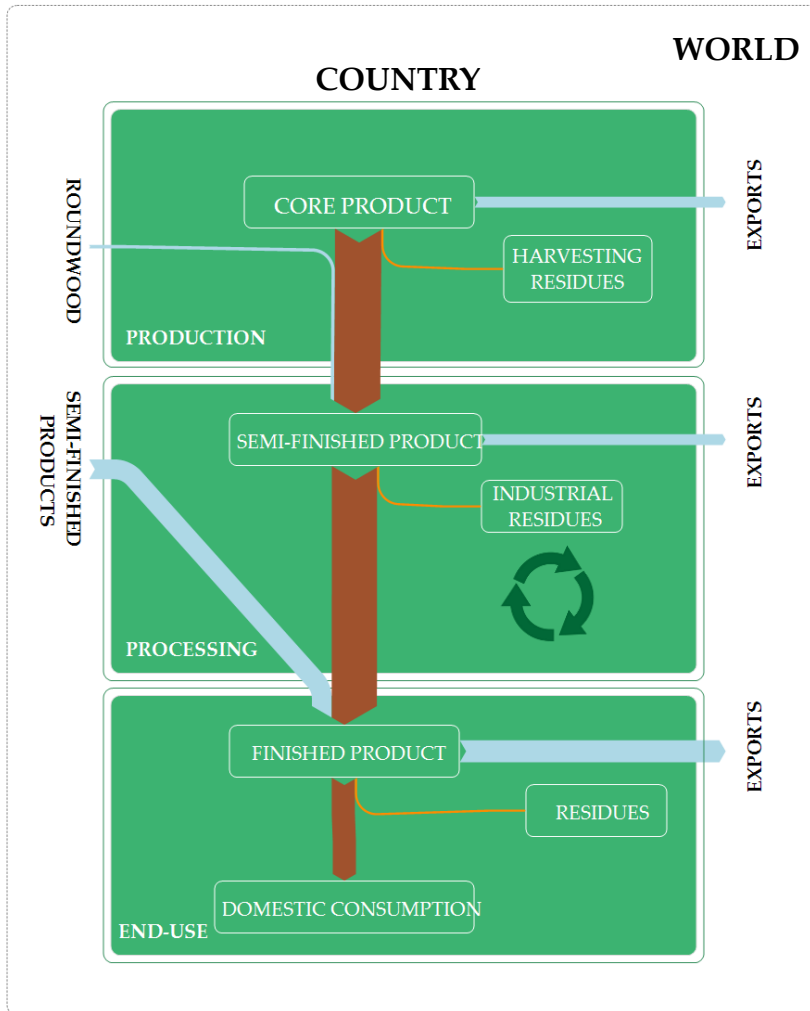 WORLD
COUNTRY
CORE PRODUCT
EXPORTS
ROUNDWOOD
HARVESTING
RESIDUES
PRODUCTION
SEMI-FINISHED
PRODUCTS
SEMI-FINISHED PRODUCT
EXPORTS
INDUSTRIAL
RESIDUES
PROCESSING
FINISHED PRODUCT
EXPORTS
RESIDUES
DOMESTIC CONSUMPTION
END-USE